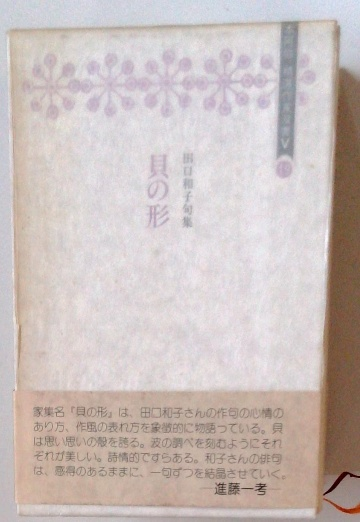 田口和子句集
貝の形
V
家集名「貝の形」は、田口和子さんの作句の心情の
あり方、作風の表れ方を象徴的に物語っている。貝
は思い思いの殻を誇る。波の調べを刻むようにそれ
ぞれが美しい。詩情的ですらある。和子さんの俳句
は、意専のあるままに、一句ずつを結晶させていく。
―進藤一考―